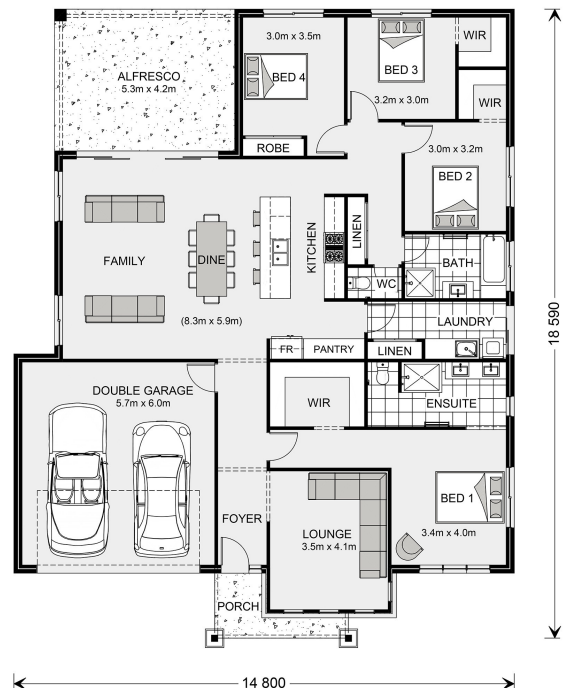 WIR
3.0m x 3.5m
BED 4
BED 3
ALFRESCO
5.3m x 4.2m
3.2m x 3.0m
WIR
ROBE
3.0m x 3.2m
BED 2
LINEN
KITCHEN
FAMILY
DINE
BATH
WC
(8.3m x 5.9m)
LAUNDRY
FR
PANTRY
LINEN
18 590
DOUBLE GARAGE
5.7m x 6.0m
WIR
ENSUITE
BED 1
FOYER
LOUNGE
3.5m x 4.1m
3.4m x 4.0m
PORCH
14 800